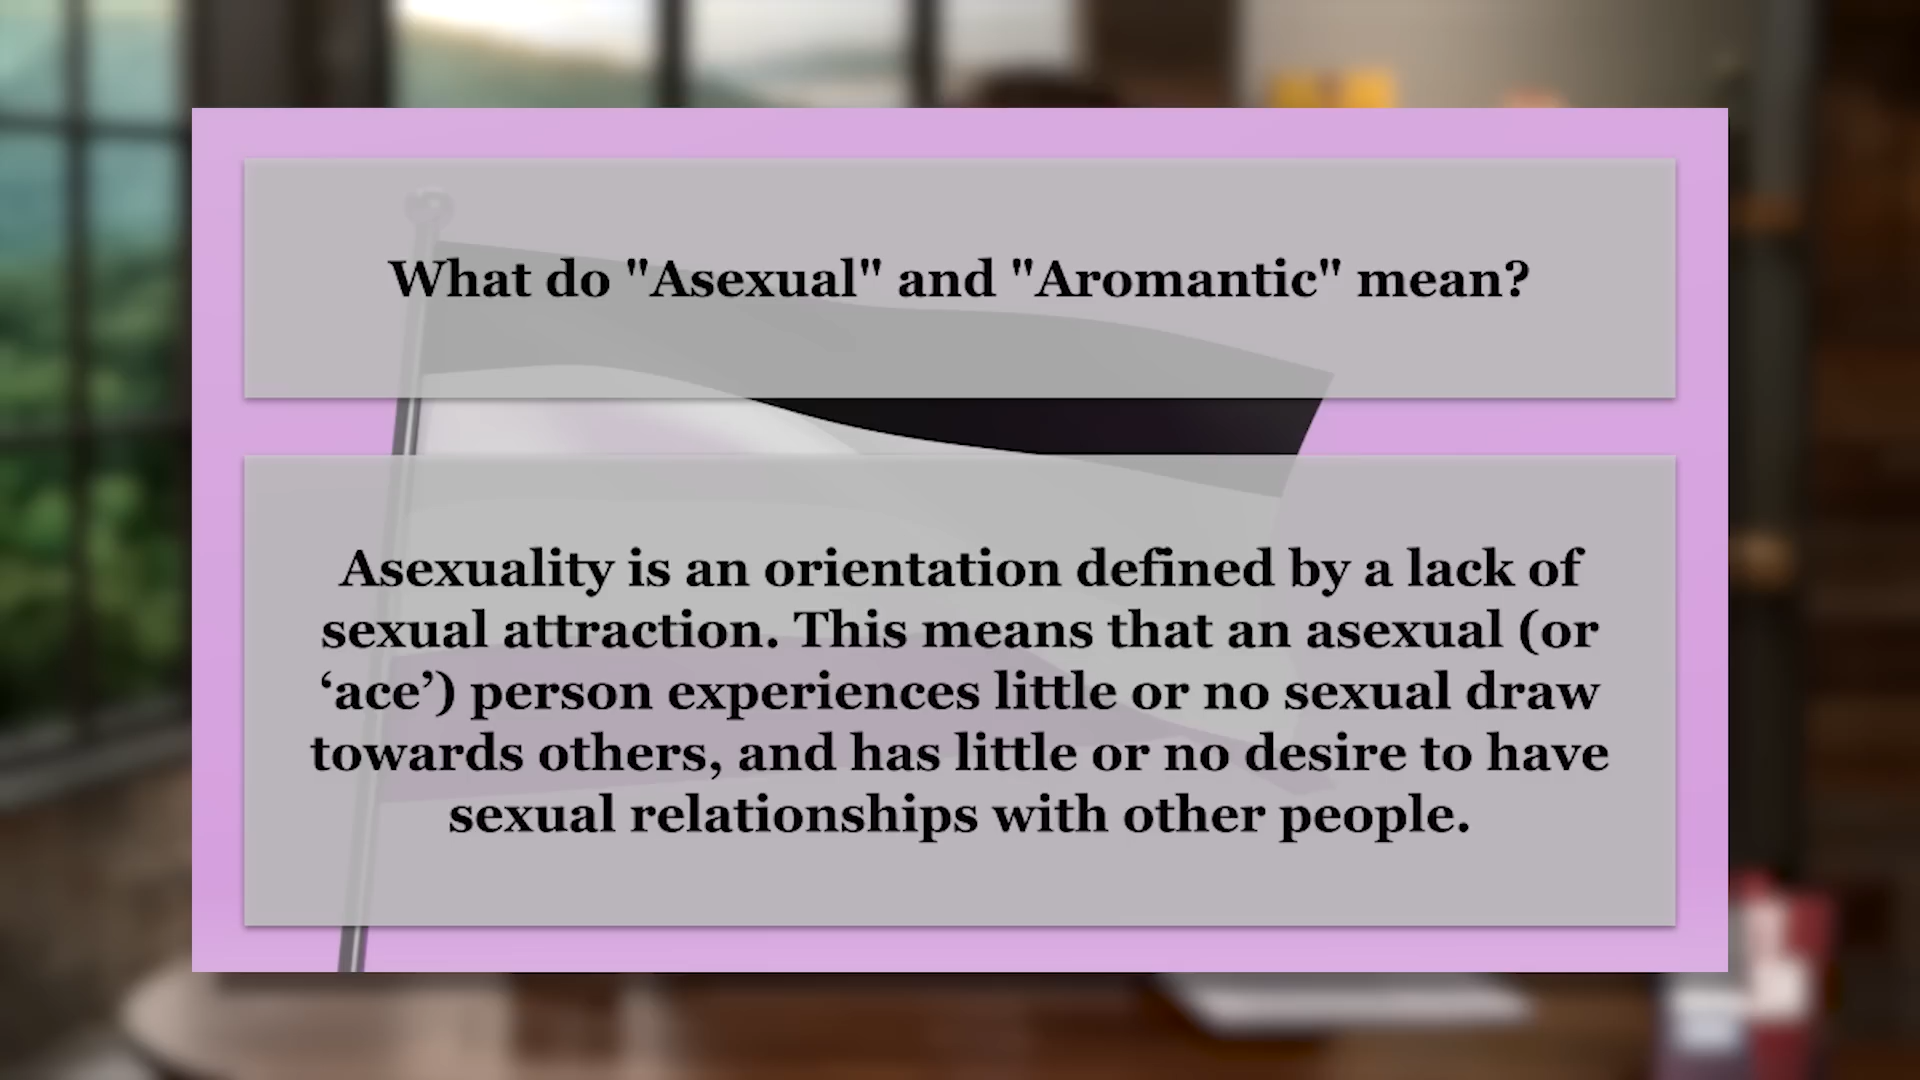 What do "Asexual" and "Aromantic" mean?
Asexuality is an orientation defined by a lack of
sexual attraction. This means that an asexual (or
‘ace’) person experiences little or no sexual draw
towards others, and has little or no desire to have
sexual relationships with other people.